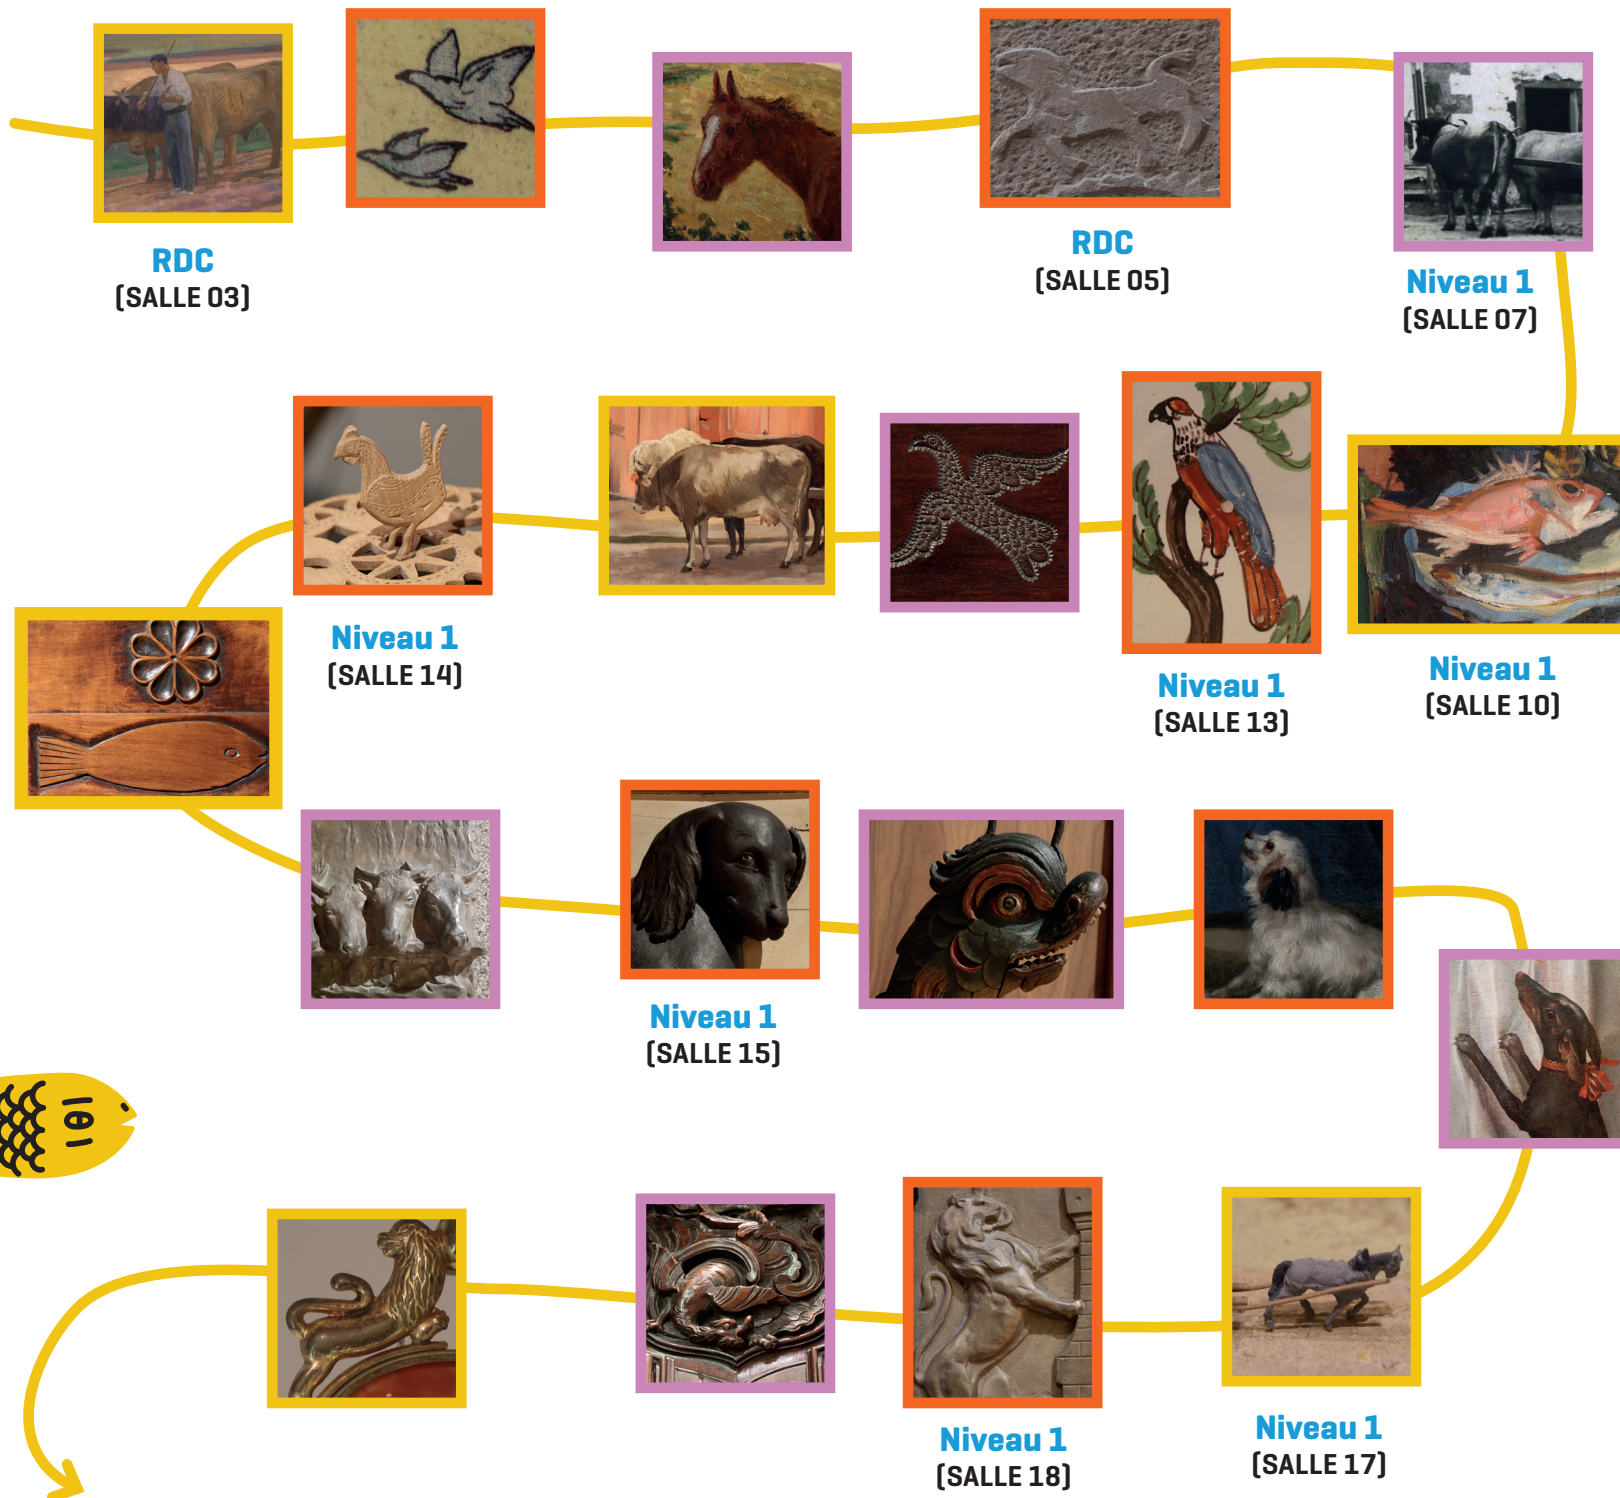 RDC
(SALLE 03)
RDC
(SALLE 05)
Niveau 1
(SALLE 07)
Niveau 1
(SALLE 14)
Niveau 1
(SALLE 13)
Niveau 1
(SALLE 10)
Niveau 1
(SALLE 15)
Niveau 1
(SALLE 18)
Niveau 1
(SALLE 17)